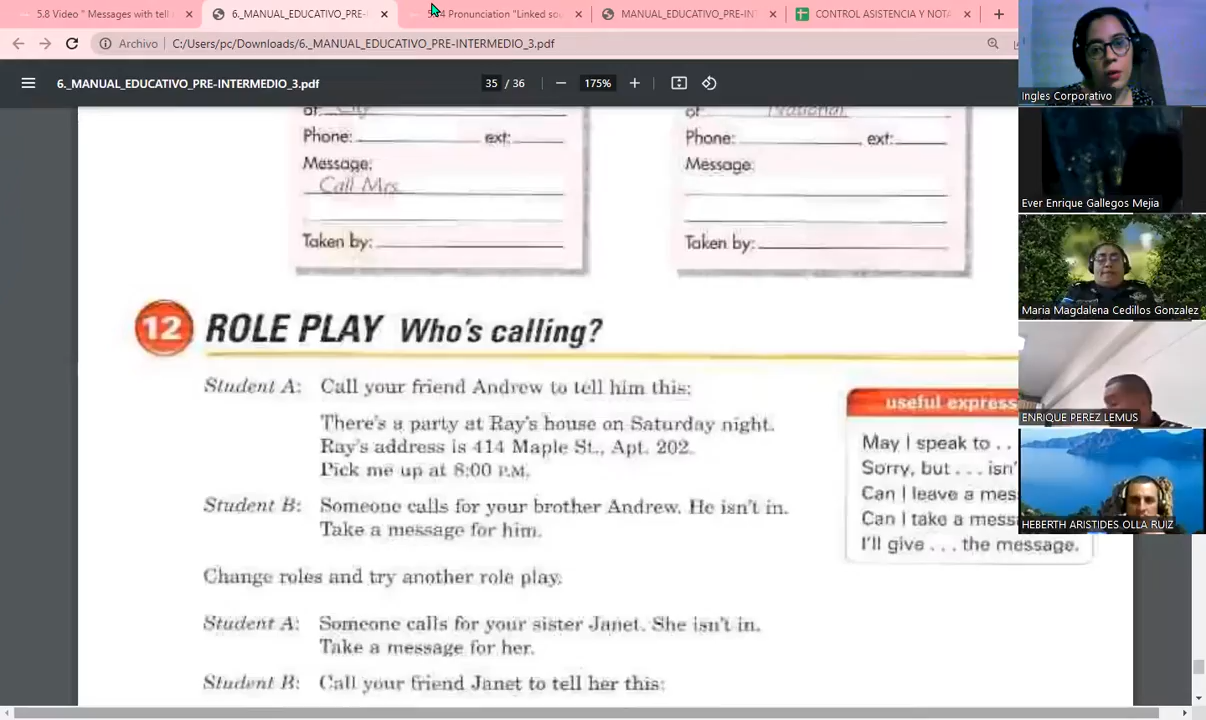 5.8 Video " Messages with tell
6._MANUAL_EDUCATIVO_PRE-
5.4 Pronunciation "Linked sou
MANUAL_EDUCATIVO_PRE-INT
CONTROL ASISTENCIA Y NOTA
Archivo
C:/Users/pc/Downloads/6._MANUAL_EDUCATIVO_PRE-INTERMEDIO_3.pdf
6._MANUAL_EDUCATIVO_PRE-INTERMEDIO_3.pdf
35 / 36
175%
of: City
of: National
Phone: ext:
Phone: ext:
Message:
Message:
Call Mrs.
Taken by:
Taken by:
12 ROLE PLAY Who's calling?
Student A: Call your friend Andrew to tell him this:
There's a party at Ray's house on Saturday night.
Ray's address is 414 Maple St., Apt. 202.
Pick me up at 8:00 P.M.
Student B: Someone calls for your brother Andrew. He isn't in.
Take a message for him.
Change roles and try another role play.
Student A: Someone calls for your sister Janet. She isn't in.
Take a message for her.
Student B: Call your friend Janet to tell her this:
useful express
May I speak to . .
Sorry, but . . . isn'
Can I leave a mes
Can I take a mess
I'll give . . . the message.
Ingles Corporativo
Ever Enrique Gallegos Mejia
Maria Magdalena Cedillos Gonzalez
ENRIQUE PEREZ LEMUS
HEBERTH ARISTIDES OLLA RUIZ